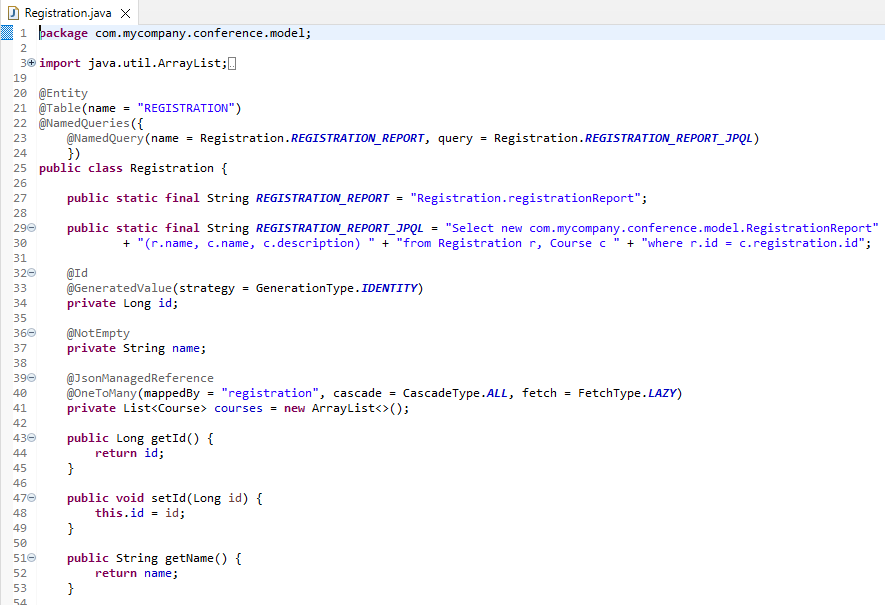 Registration.java
1 package com.mycompany.conference.model;
2
3 import java.util.ArrayList;
19
20 @Entity
21 @Table(name = "REGISTRATION")
22 @NamedQueries({
23 @NamedQuery(name = Registration.REGISTRATION_REPORT, query = Registration.REGISTRATION_REPORT_JPQL)
24 })
25 public class Registration {
26
27 public static final String REGISTRATION_REPORT = "Registration.registrationReport";
28
29 public static final String REGISTRATION_REPORT_JPQL = "Select new com.mycompany.conference.model.RegistrationReport"
30 + "(r.name, c.name, c.description) " + "from Registration r, Course c " + "where r.id = c.registration.id";
31
32 @Id
33 @GeneratedValue(strategy = GenerationType.IDENTITY)
34 private Long id;
35
36 @NotEmpty
37 private String name;
38
39 @JsonManagedReference
40 @OneToMany(mappedBy = "registration", cascade = CascadeType.ALL, fetch = FetchType.LAZY)
41 private List<Course> courses = new ArrayList<>();
42
43 public Long getId() {
44 return id;
45 }
46
47 public void setId(Long id) {
48 this.id = id;
49 }
50
51 public String getName() {
52 return name;
53 }
54